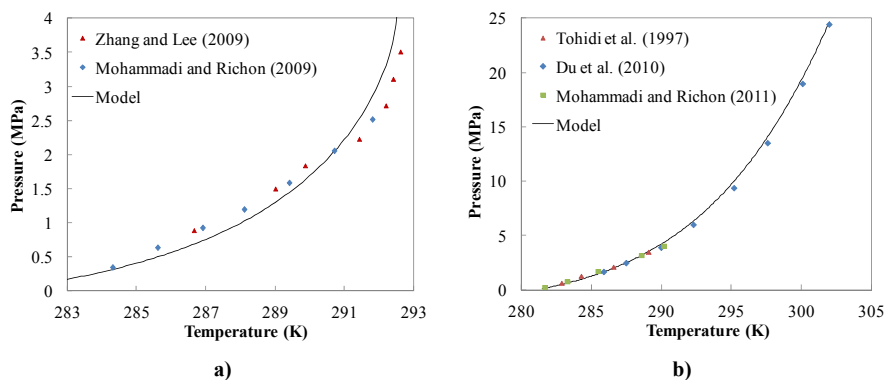 4
3.5
3
2.5
2
1.5
1
0.5
0
Pressure (MPa)
Zhang and Lee (2009)
Mohammadi and Richon (2009)
Model
283 285 287 289 291 293
Temperature (K)
a)
25
20
15
10
5
0
Pressure (MPa)
Tohidi et al. (1997)
Du et al. (2010)
Mohammadi and Richon (2011)
Model
280 285 290 295 300 305
Temperature (K)
b)